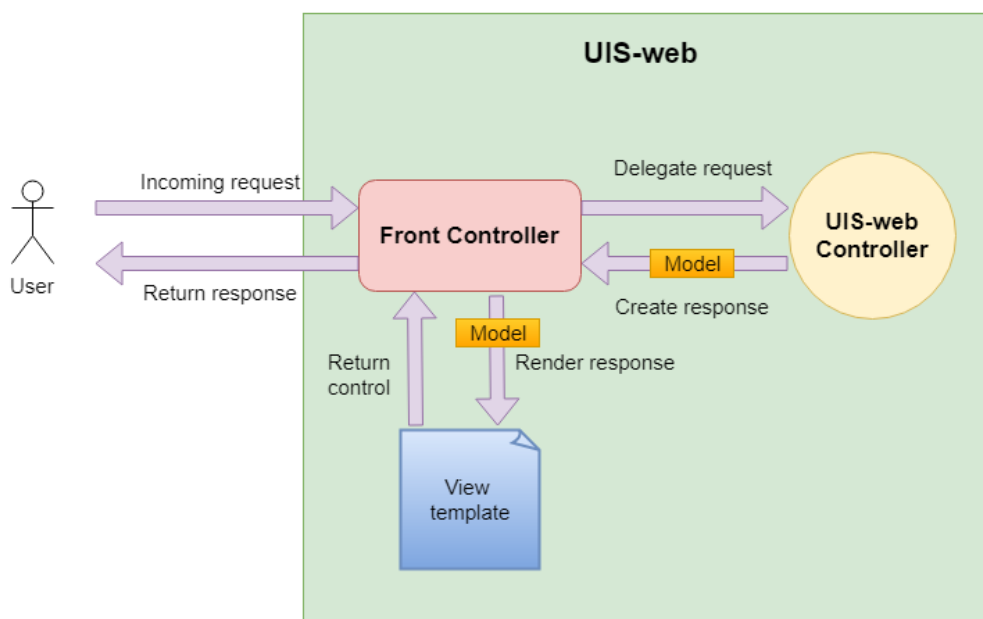 UIS-web
Incoming request
Delegate request
Front Controller
UIS-web
Controller
Model
User
Return response
Create response
Model
Return
control
Render response
View
template